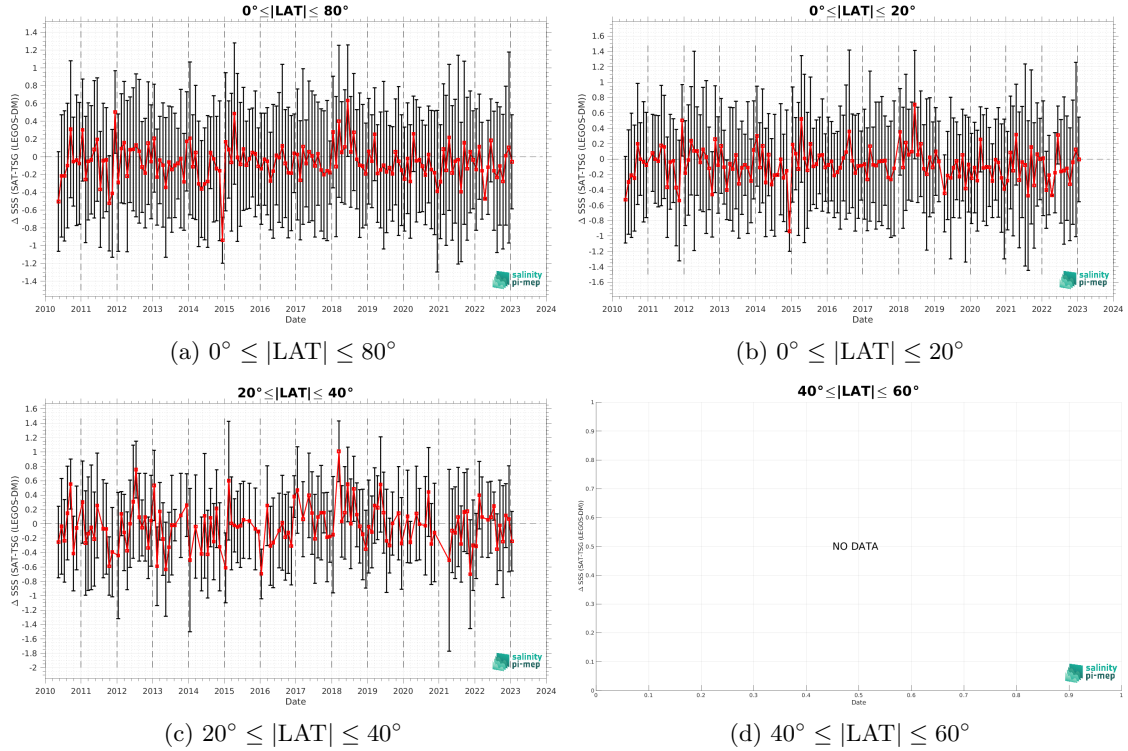 0°≤|LAT|≤ 80°
Δ SSS (SAT-TSG (LEGOS-DM))
1.4
1.2
1
0.8
0.6
0.4
0.2
0
-0.2
-0.4
-0.6
-0.8
-1
-1.2
-1.4
2010 2011 2012 2013 2014 2015 2016 2017 2018 2019 2020 2021 2022 2023 2024
Date
salinity
pi-mep
(a) 0° ≤ |LAT| ≤ 80°
0°≤|LAT|≤ 20°
Δ SSS (SAT-TSG (LEGOS-DM))
1.6
1.4
1.2
1
0.8
0.6
0.4
0.2
0
-0.2
-0.4
-0.6
-0.8
-1
-1.2
-1.4
-1.6
2010 2011 2012 2013 2014 2015 2016 2017 2018 2019 2020 2021 2022 2023 2024
Date
salinity
pi-mep
(b) 0° ≤ |LAT| ≤ 20°
20°≤|LAT|≤ 40°
Δ SSS (SAT-TSG (LEGOS-DM))
1.6
1.4
1.2
1
0.8
0.6
0.4
0.2
0
-0.2
-0.4
-0.6
-0.8
-1
-1.2
-1.4
-1.6
-1.8
-2
2010 2011 2012 2013 2014 2015 2016 2017 2018 2019 2020 2021 2022 2023 2024
Date
salinity
pi-mep
(c) 20° ≤ |LAT| ≤ 40°
40°≤|LAT|≤ 60°
Δ SSS (SAT-TSG (LEGOS-DM))
1
0.9
0.8
0.7
0.6
0.5
0.4
0.3
0.2
0.1
0
NO DATA
0 0.1 0.2 0.3 0.4 0.5 0.6 0.7 0.8 0.9 1
Date
salinity
pi-mep
(d) 40° ≤ |LAT| ≤ 60°